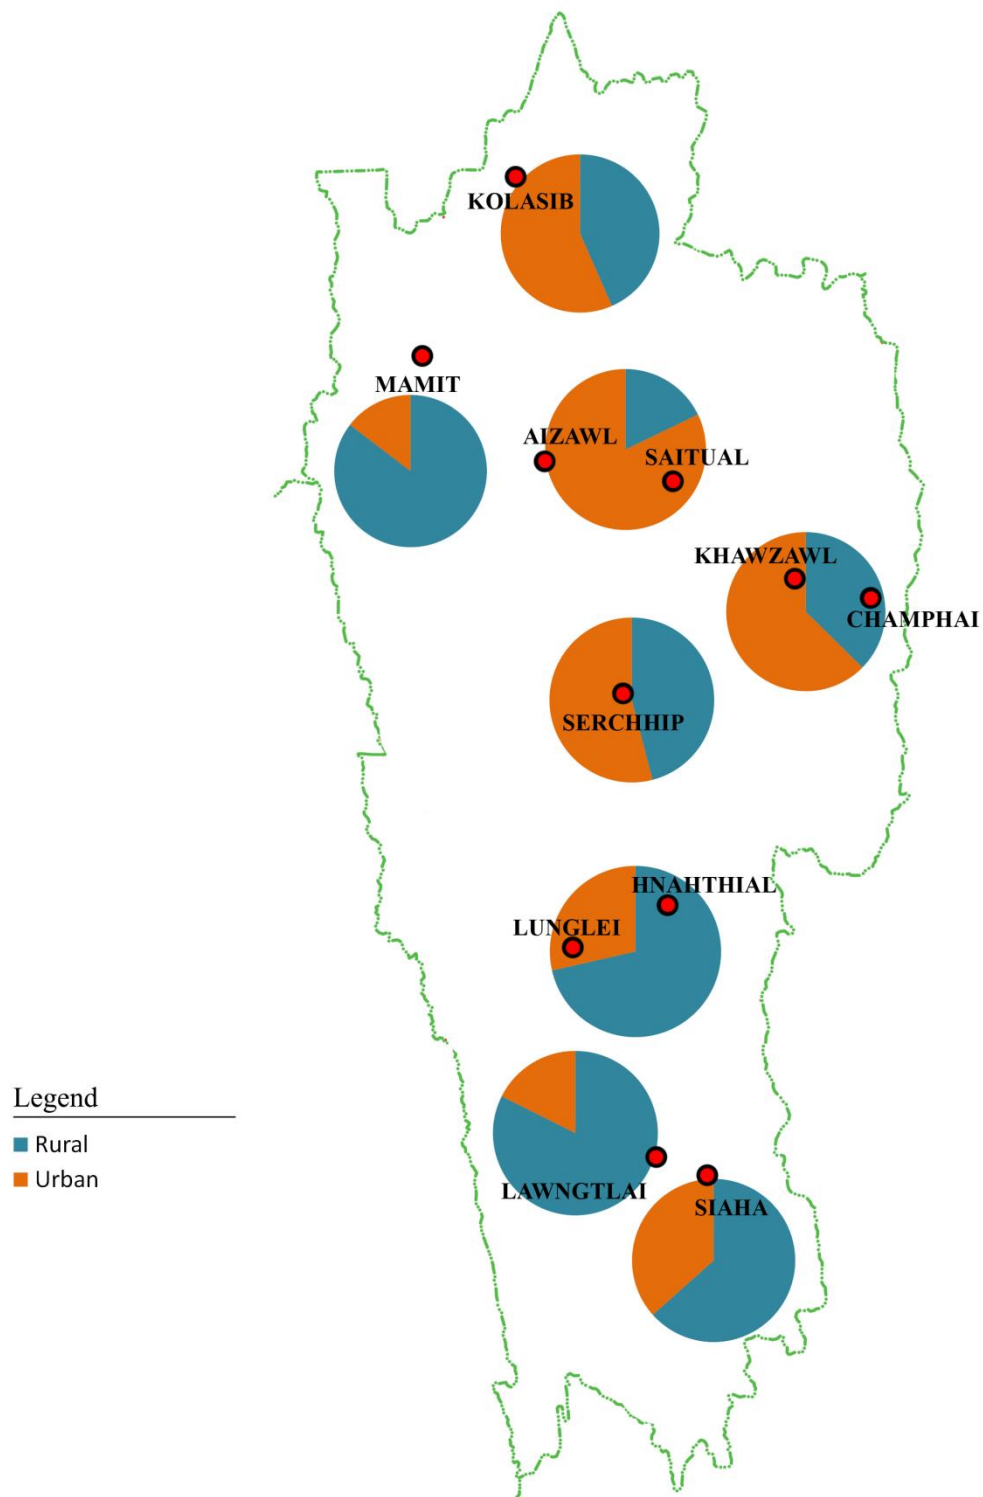 KOLASIB
MAMIT
AIZAWL
SAITUAL
KHAWZAWL
CHAMPHAI
SERCHHIP
HNAHTHIAL
LUNGLEI
Legend
Rural
Urban
LAWNGTLAI
SIAHA